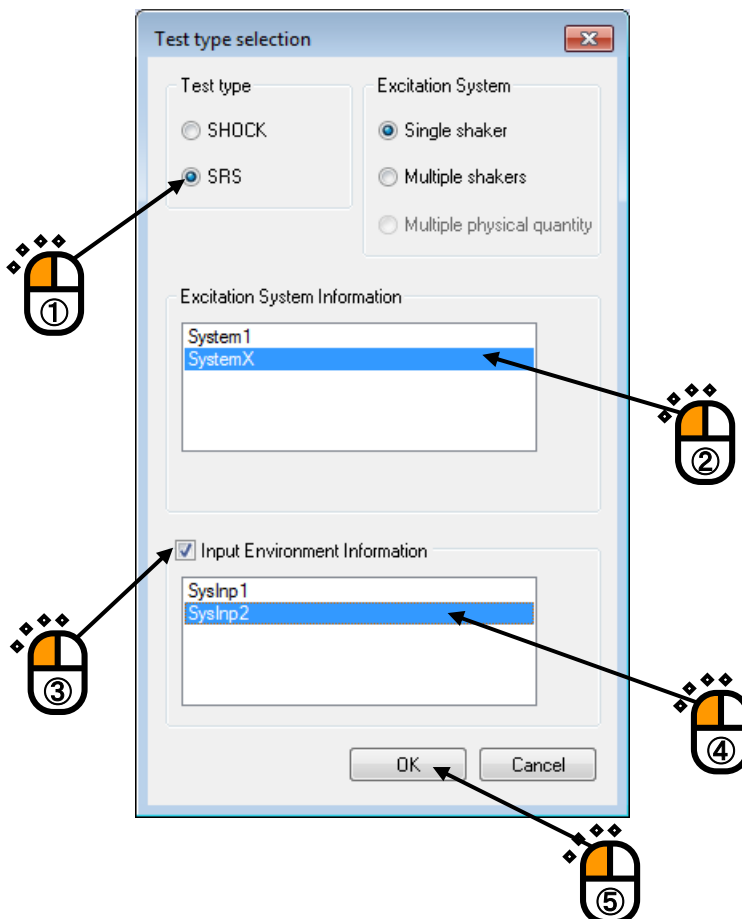 Test type selection
Test type
Excitation System
SHOCK
Single shaker
SRS
Multiple shakers
Multiple physical quantity
①
Excitation System Information
System1
SystemX
②
Input Environment Information
SysInp1
SysInp2
③
④
OK
Cancel
⑤